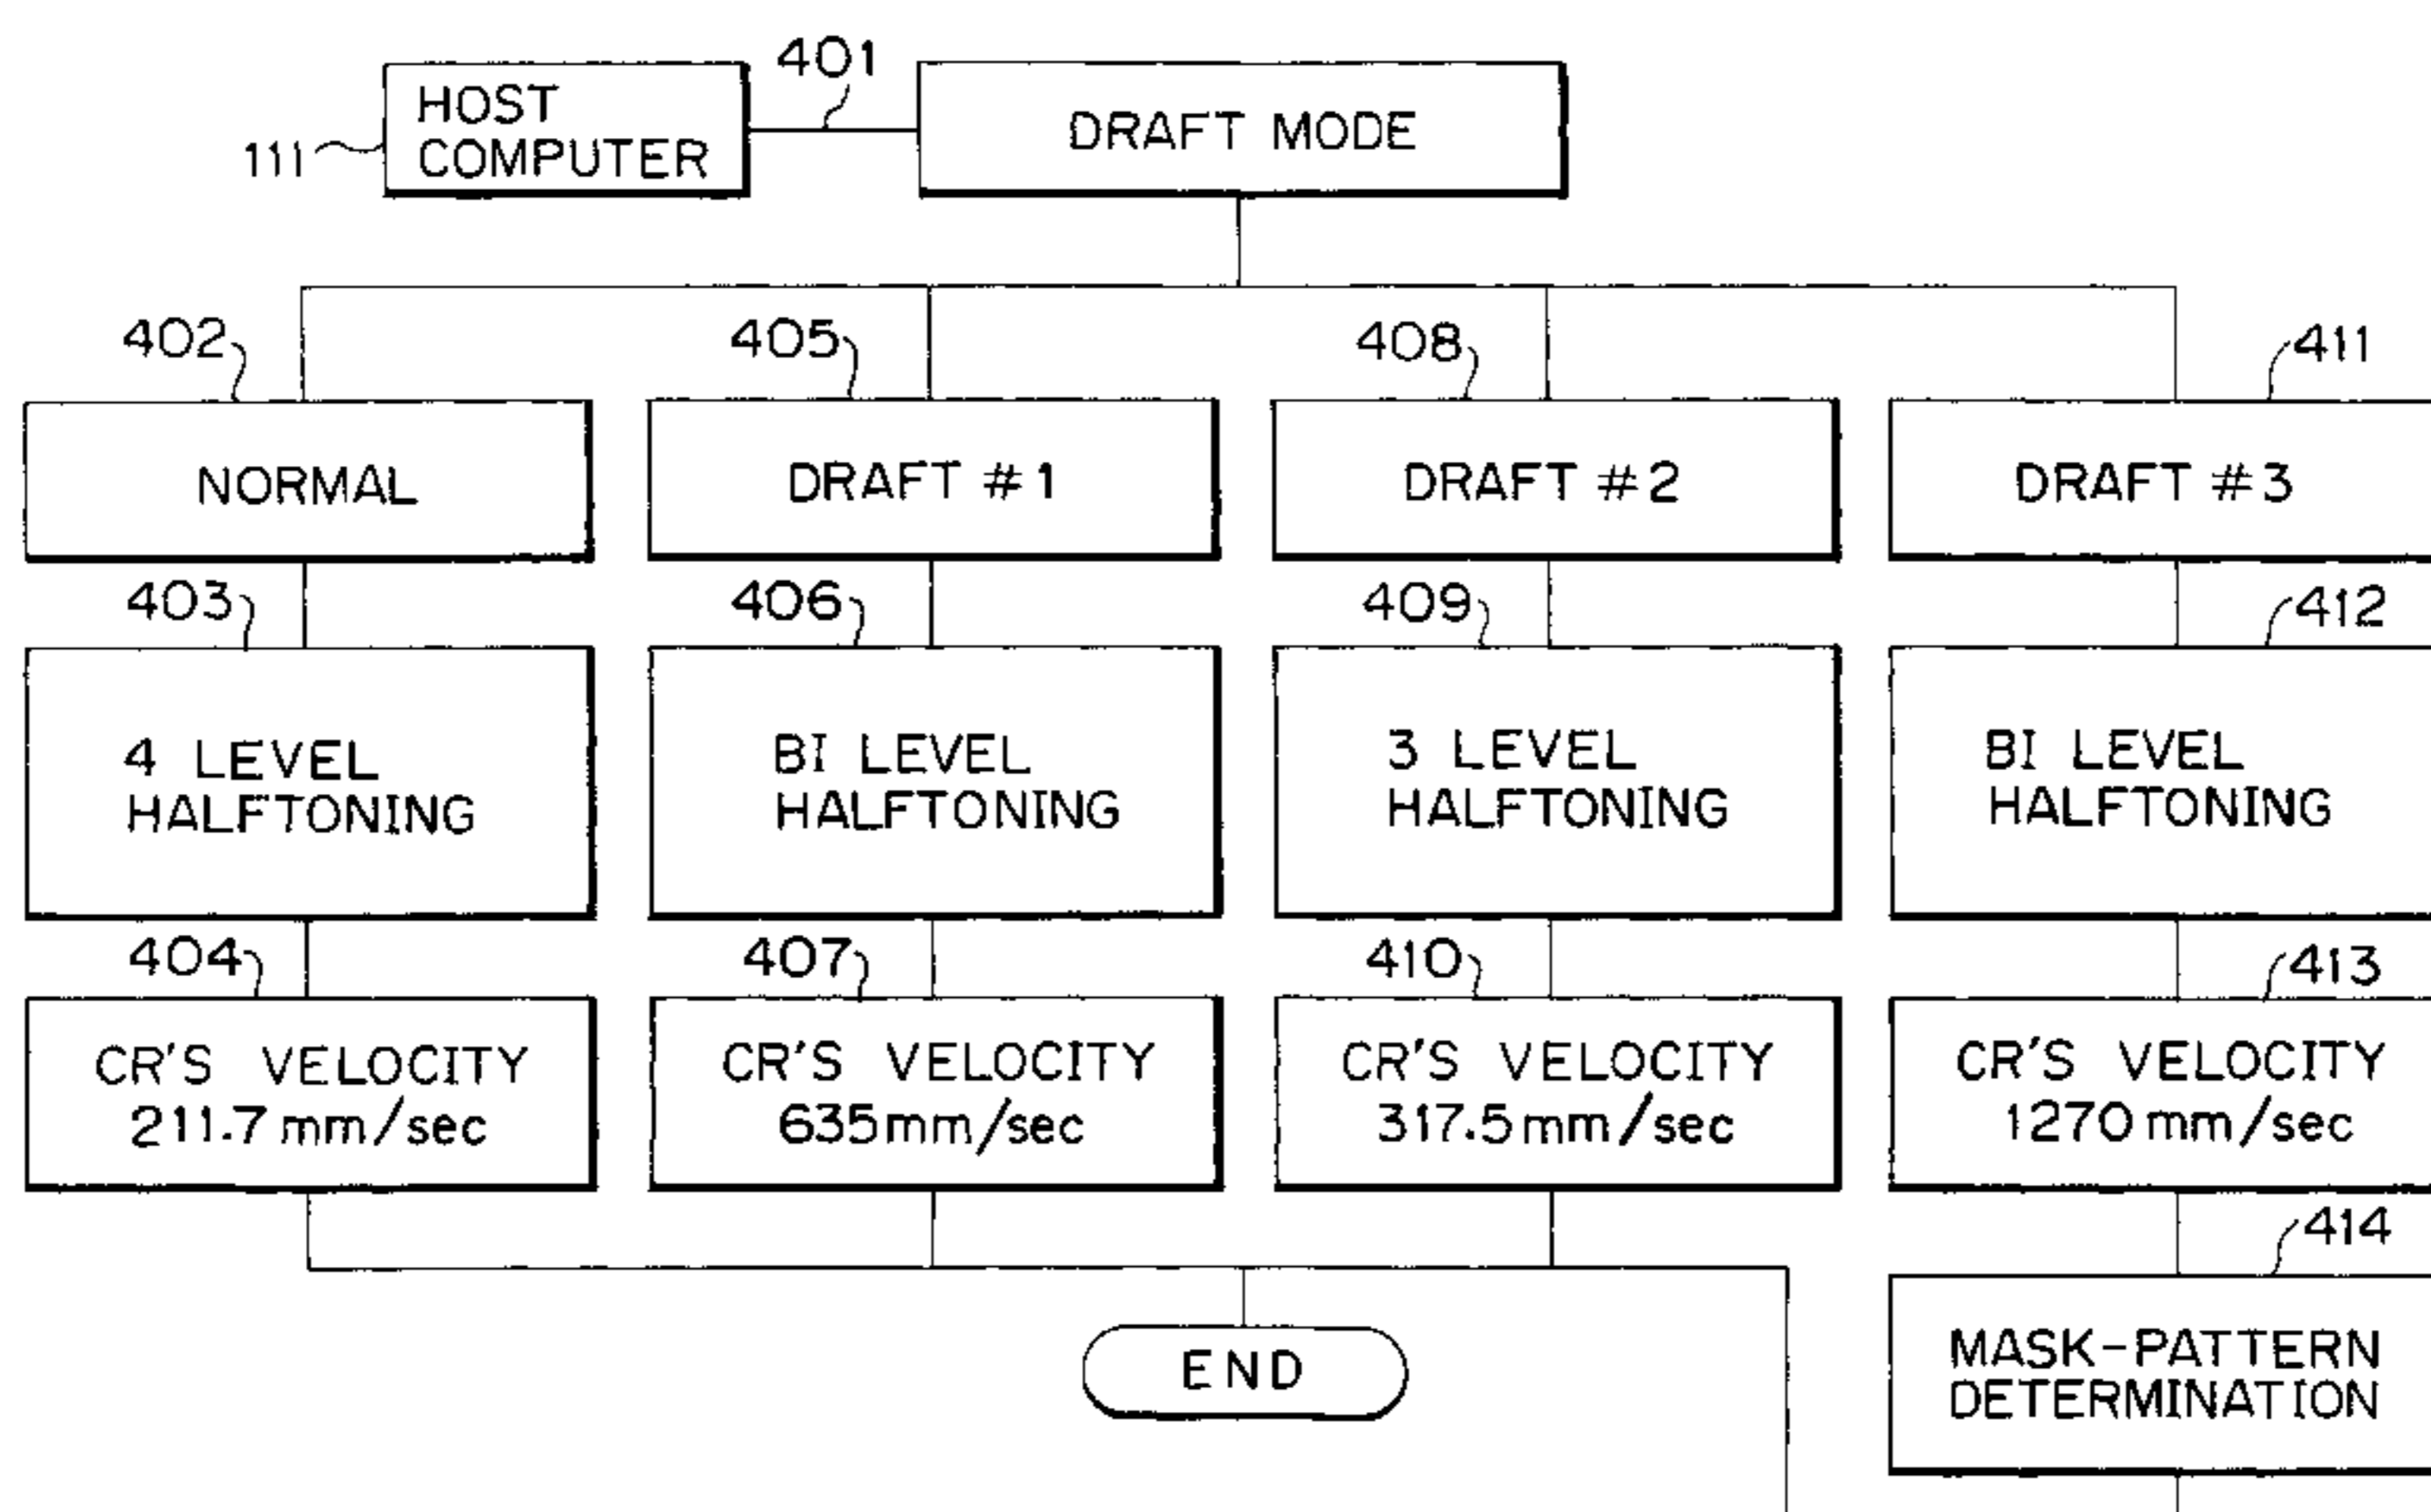 401
HOST
COMPUTER
DRAFT MODE
111
402
405
408
411
NORMAL
DRAFT #1
DRAFT #2
DRAFT #3
403
406
409
412
4 LEVEL
HALFTONING
BI LEVEL
HALFTONING
3 LEVEL
HALFTONING
BI LEVEL
HALFTONING
404
407
410
413
CR'S VELOCITY
211.7 mm/sec
CR'S VELOCITY
635 mm/sec
CR'S VELOCITY
317.5 mm/sec
CR'S VELOCITY
1270 mm/sec
414
END
MASK-PATTERN
DETERMINATION